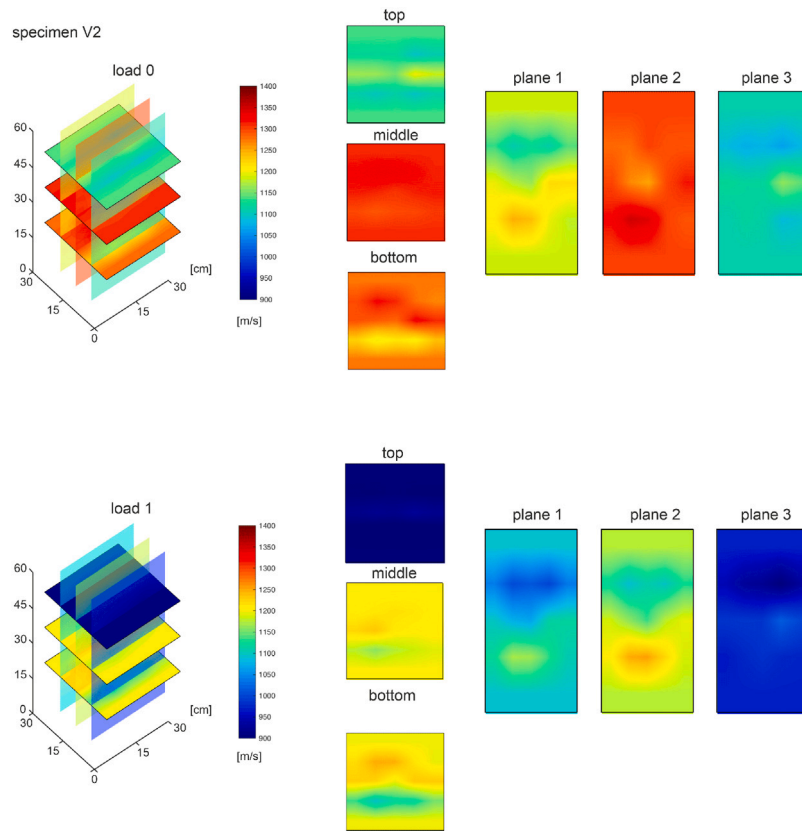 specimen V2
load 0
60
45
30
15
0
30
15
0
15
30
[cm]
1400
1350
1300
1250
1200
1150
1100
1050
1000
950
900
[m/s]
top
middle
bottom
plane 1
plane 2
plane 3
load 1
60
45
30
15
0
30
15
0
15
30
[cm]
1400
1350
1300
1250
1200
1150
1100
1050
1000
950
900
[m/s]
top
middle
bottom
plane 1
plane 2
plane 3